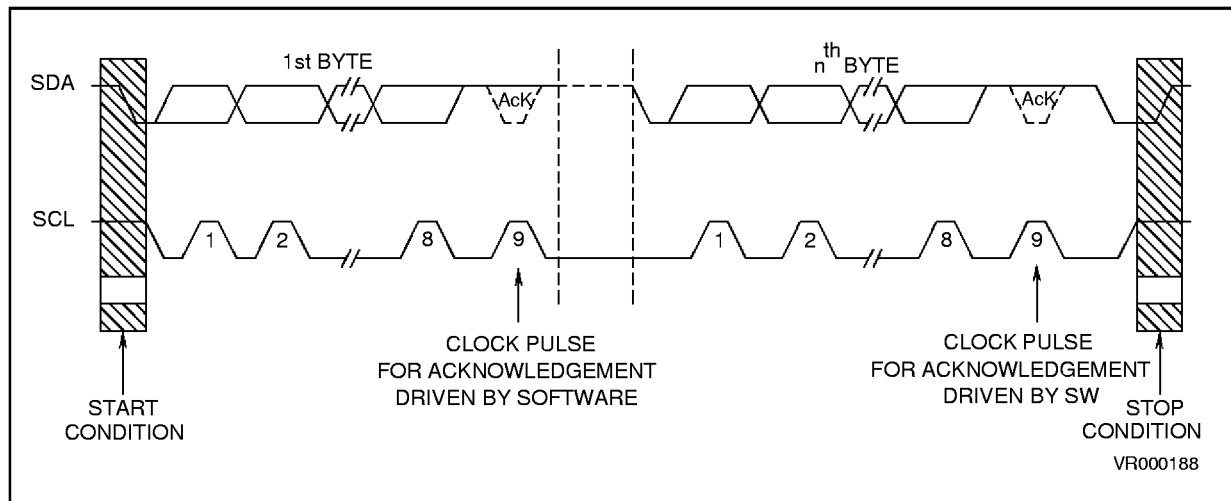 1st BYTE
nth BYTE
SDA
AcK
AcK
SCL
1
2
8
9
1
2
8
9
CLOCK PULSE
FOR ACKNOWLEDGEMENT
DRIVEN BY SOFTWARE
CLOCK PULSE
FOR ACKNOWLEDGEMENT
DRIVEN BY SW
START
CONDITION
STOP
CONDITION
VR000188